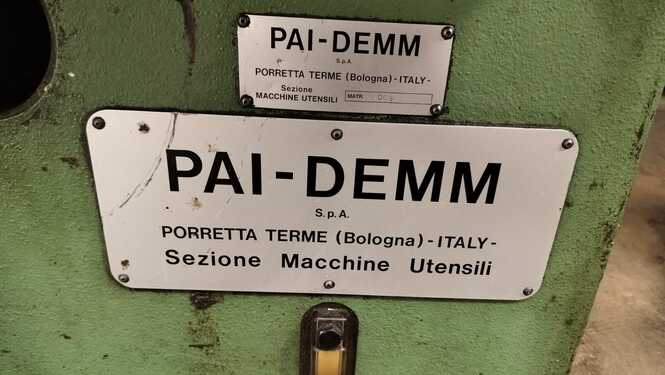 PAI-DEMM
S.p.A.
PORRETTA TERME (Bologna)-ITALY-
Sezione
MACCHINE UTENSILI MATR.
PAI-DEMM
S.p.A.
PORRETTA TERME (Bologna)-ITALY-
Sezione Macchine Utensili